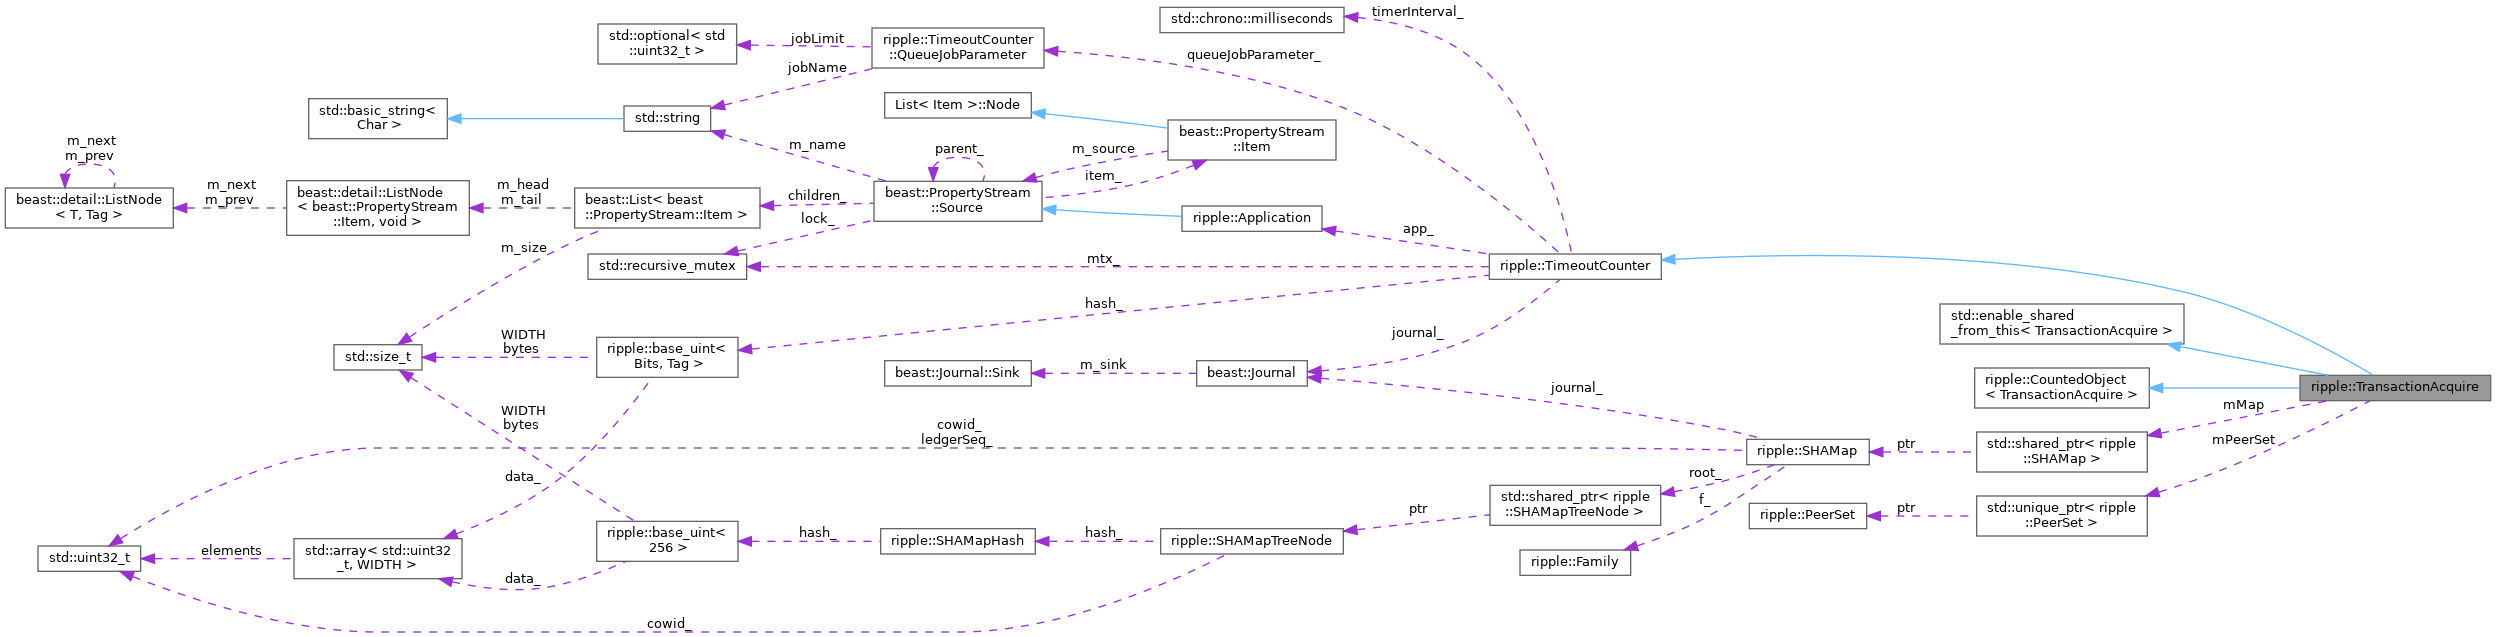 std::chrono::milliseconds
timerInterval_
std::optional< std
::uint32_t >
jobLimit
ripple::TimeoutCounter
::QueueJobParameter
queueJobParameter_
jobName
std::basic_string<
Char >
std::string
List< Item >::Node
beast::PropertyStream
::Item
m_name
parent_
m_source
item_
m_next
m_prev
beast::detail::ListNode
< T, Tag >
m_next
m_prev
beast::detail::ListNode
< beast::PropertyStream
::Item, void >
m_head
m_tail
beast::List< beast
::PropertyStream::Item >
children_
beast::PropertyStream
::Source
lock_
ripple::Application
app_
m_size
std::recursive_mutex
mtx_
ripple::TimeoutCounter
hash_
std::enable_shared
_from_this< TransactionAcquire >
journal_
WIDTH
bytes
std::size_t
ripple::base_uint<
Bits, Tag >
beast::Journal::Sink
m_sink
beast::Journal
ripple::CountedObject
< TransactionAcquire >
ripple::TransactionAcquire
journal_
mMap
WIDTH
bytes
cowid_
ledgerSeq_
ripple::SHAMap
ptr
std::shared_ptr< ripple
::SHAMap >
mPeerSet
data_
root_
f_
std::shared_ptr< ripple
::SHAMapTreeNode >
ptr
ripple::PeerSet
ptr
std::unique_ptr< ripple
::PeerSet >
std::uint32_t
elements
std::array< std::uint32
_t, WIDTH >
data_
ripple::base_uint<
256 >
hash_
ripple::SHAMapHash
hash_
ripple::SHAMapTreeNode
ripple::Family
cowid_